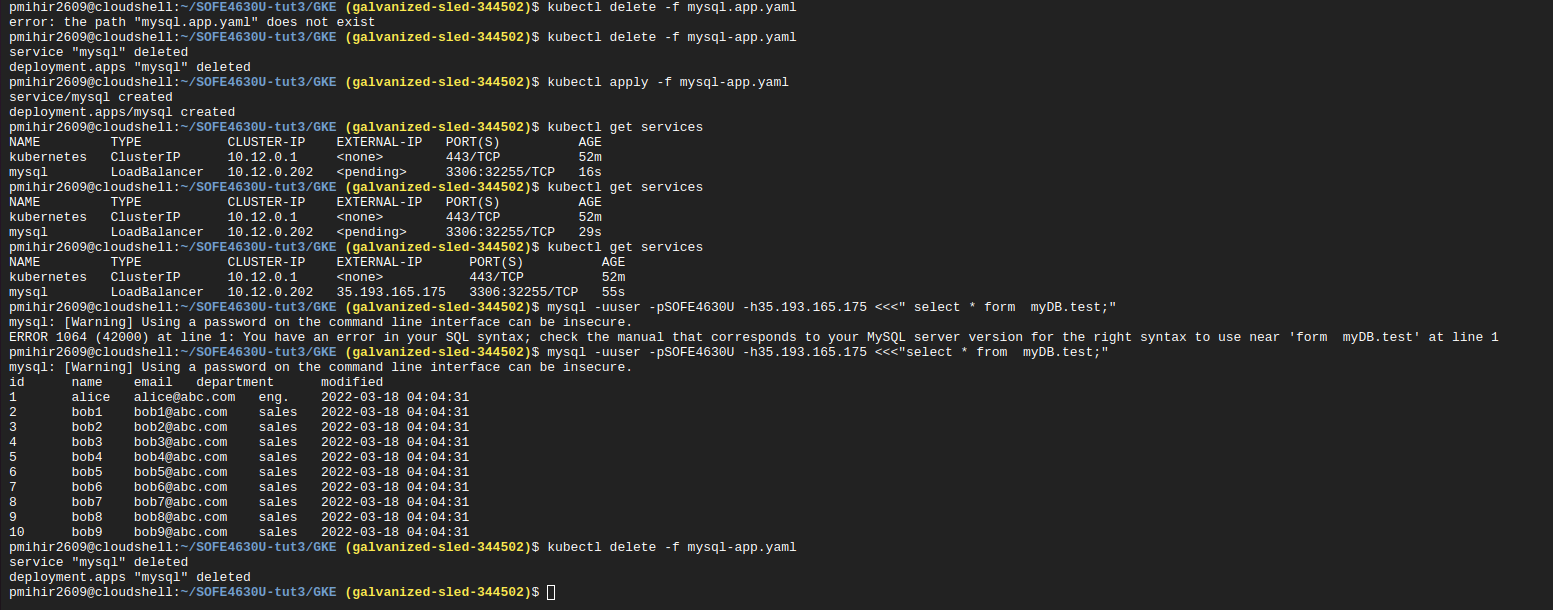 pmihir2609@cloudshell:~/SOFE4630U-tut3/GKE (galvanized-sled-344502)$ kubectl delete -f mysql.app.yaml
error: the path "mysql.app.yaml" does not exist
pmihir2609@cloudshell:~/SOFE4630U-tut3/GKE (galvanized-sled-344502)$ kubectl delete -f mysql-app.yaml
service "mysql" deleted
deployment.apps "mysql" deleted
pmihir2609@cloudshell:~/SOFE4630U-tut3/GKE (galvanized-sled-344502)$ kubectl apply -f mysql-app.yaml
service/mysql created
deployment.apps/mysql created
pmihir2609@cloudshell:~/SOFE4630U-tut3/GKE (galvanized-sled-344502)$ kubectl get services
NAME         TYPE           CLUSTER-IP    EXTERNAL-IP   PORT(S)          AGE
kubernetes   ClusterIP      10.12.0.1     <none>        443/TCP          52m
mysql        LoadBalancer   10.12.0.202   <pending>     3306:32255/TCP   16s
pmihir2609@cloudshell:~/SOFE4630U-tut3/GKE (galvanized-sled-344502)$ kubectl get services
NAME         TYPE           CLUSTER-IP    EXTERNAL-IP   PORT(S)          AGE
kubernetes   ClusterIP      10.12.0.1     <none>        443/TCP          52m
mysql        LoadBalancer   10.12.0.202   <pending>     3306:32255/TCP   29s
pmihir2609@cloudshell:~/SOFE4630U-tut3/GKE (galvanized-sled-344502)$ kubectl get services
NAME         TYPE           CLUSTER-IP    EXTERNAL-IP      PORT(S)          AGE
kubernetes   ClusterIP      10.12.0.1     <none>           443/TCP          52m
mysql        LoadBalancer   10.12.0.202   35.193.165.175   3306:32255/TCP   55s
pmihir2609@cloudshell:~/SOFE4630U-tut3/GKE (galvanized-sled-344502)$ mysql -uuser -pSOFE4630U -h35.193.165.175 <<<" select * form  myDB.test;"
mysql: [Warning] Using a password on the command line interface can be insecure.
ERROR 1064 (42000) at line 1: You have an error in your SQL syntax; check the manual that corresponds to your MySQL server version for the right syntax to use near 'form  myDB.test' at line 1
pmihir2609@cloudshell:~/SOFE4630U-tut3/GKE (galvanized-sled-344502)$ mysql -uuser -pSOFE4630U -h35.193.165.175 <<<"select * from  myDB.test;"
mysql: [Warning] Using a password on the command line interface can be insecure.
id      name    email   department      modified
1       alice   alice@abc.com   eng.    2022-03-18 04:04:31
2       bob1    bob1@abc.com    sales   2022-03-18 04:04:31
3       bob2    bob2@abc.com    sales   2022-03-18 04:04:31
4       bob3    bob3@abc.com    sales   2022-03-18 04:04:31
5       bob4    bob4@abc.com    sales   2022-03-18 04:04:31
6       bob5    bob5@abc.com    sales   2022-03-18 04:04:31
7       bob6    bob6@abc.com    sales   2022-03-18 04:04:31
8       bob7    bob7@abc.com    sales   2022-03-18 04:04:31
9       bob8    bob8@abc.com    sales   2022-03-18 04:04:31
10      bob9    bob9@abc.com    sales   2022-03-18 04:04:31
pmihir2609@cloudshell:~/SOFE4630U-tut3/GKE (galvanized-sled-344502)$ kubectl delete -f mysql-app.yaml
service "mysql" deleted
deployment.apps "mysql" deleted
pmihir2609@cloudshell:~/SOFE4630U-tut3/GKE (galvanized-sled-344502)$